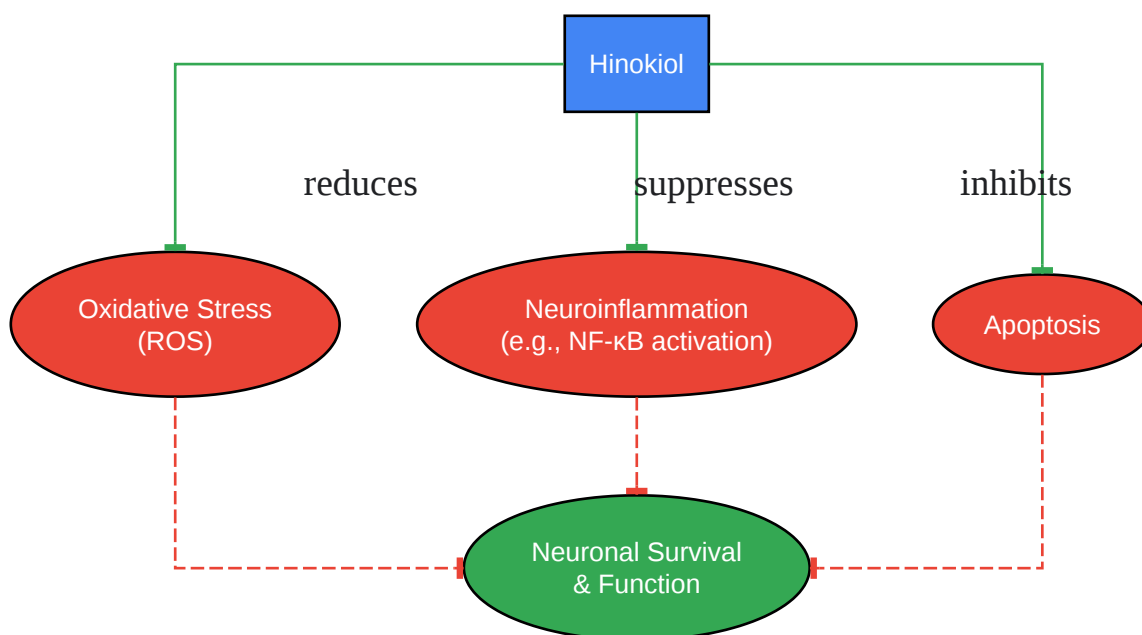 Hinokiol
reduces
suppresses
inhibits
Oxidative Stress
(ROS)
Neuroinflammation
(e.g., NF-κB activation)
Apoptosis
Neuronal Survival
& Function